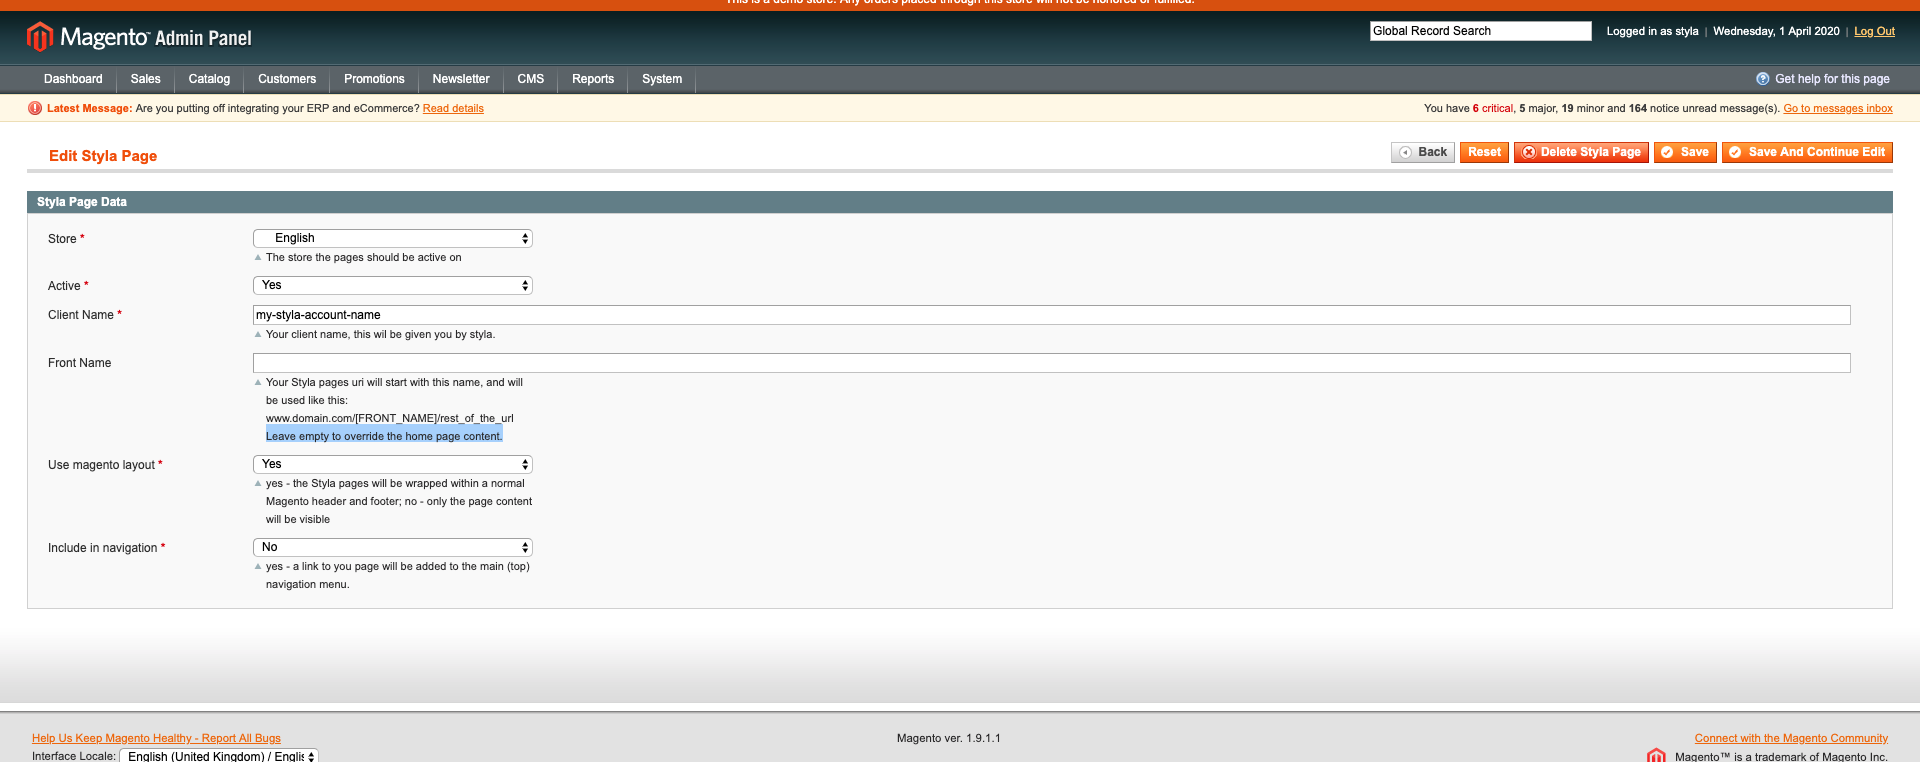 This is a demo store. Any orders placed through this store will not be honored or fulfilled.
Magento™ Admin Panel
Global Record Search
Logged in as styla | Wednesday, 1 April 2020 | Log Out
Dashboard Sales Catalog Customers Promotions Newsletter CMS Reports System
Get help for this page
Latest Message: Are you putting off integrating your ERP and eCommerce? Read details
You have 6 critical, 5 major, 19 minor and 164 notice unread message(s). Go to messages inbox
Edit Styla Page
Back Reset Delete Styla Page Save Save And Continue Edit
Styla Page Data
Store * English
The store the pages should be active on
Active * Yes
Client Name * my-styla-account-name
Your client name, this wil be given you by styla.
Front Name
Your Styla pages uri will start with this name, and will
be used like this:
www.domain.com/[FRONT_NAME]/rest_of_the_url
Leave empty to override the home page content.
Use magento layout * Yes
yes - the Styla pages will be wrapped within a normal
Magento header and footer; no - only the page content
will be visible
Include in navigation * No
yes - a link to you page will be added to the main (top)
navigation menu.
Help Us Keep Magento Healthy - Report All Bugs
Magento ver. 1.9.1.1
Connect with the Magento Community
Interface Locale: English (United Kingdom) / Englis
Magento™ is a trademark of Magento Inc.